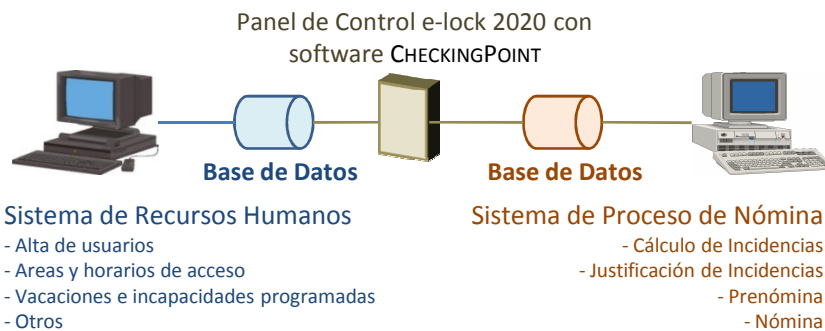 Panel de Control e-lock 2020 con
software CHECKINGPOINT
Base de Datos
Base de Datos
Sistema de Recursos Humanos
- Alta de usuarios
- Areas y horarios de acceso
- Vacaciones e incapacidades programadas
- Otros
Sistema de Proceso de Nómina
- Cálculo de Incidencias
- Justificación de Incidencias
- Prenómina
- Nómina